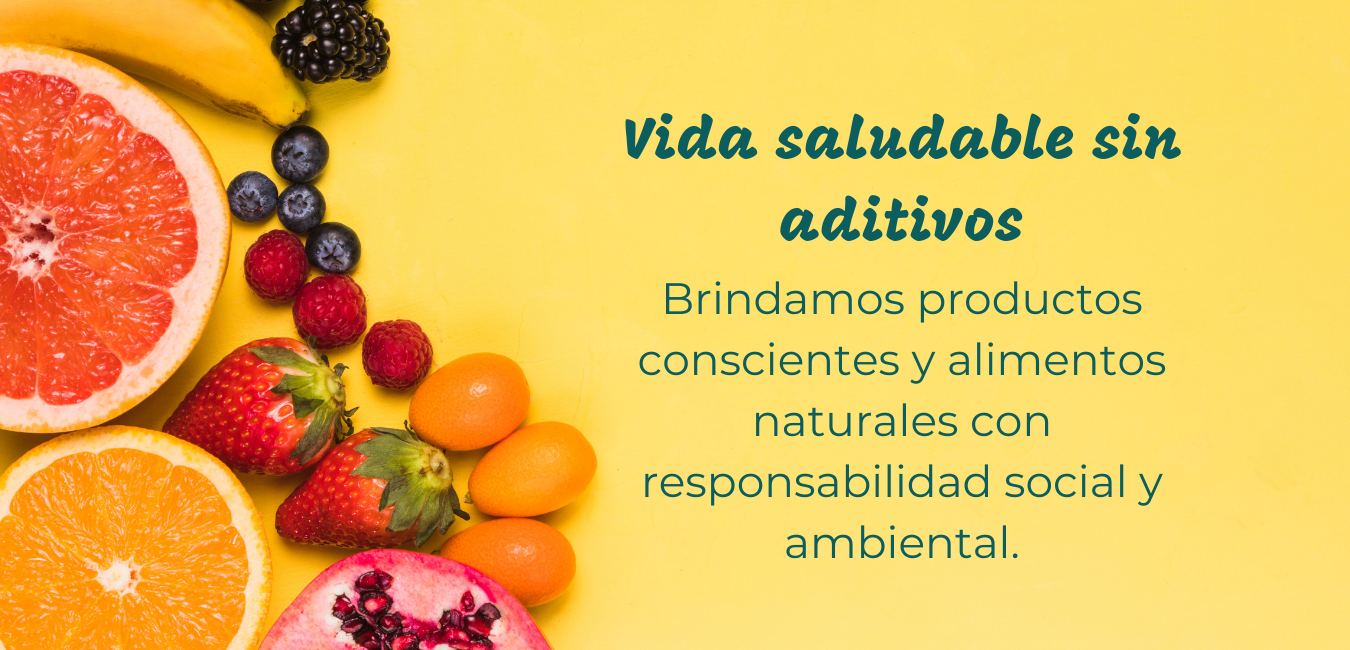 Vida saludable sin
aditivos
Brindamos productos
conscientes y alimentos
naturales con
responsabilidad social y
ambiental.